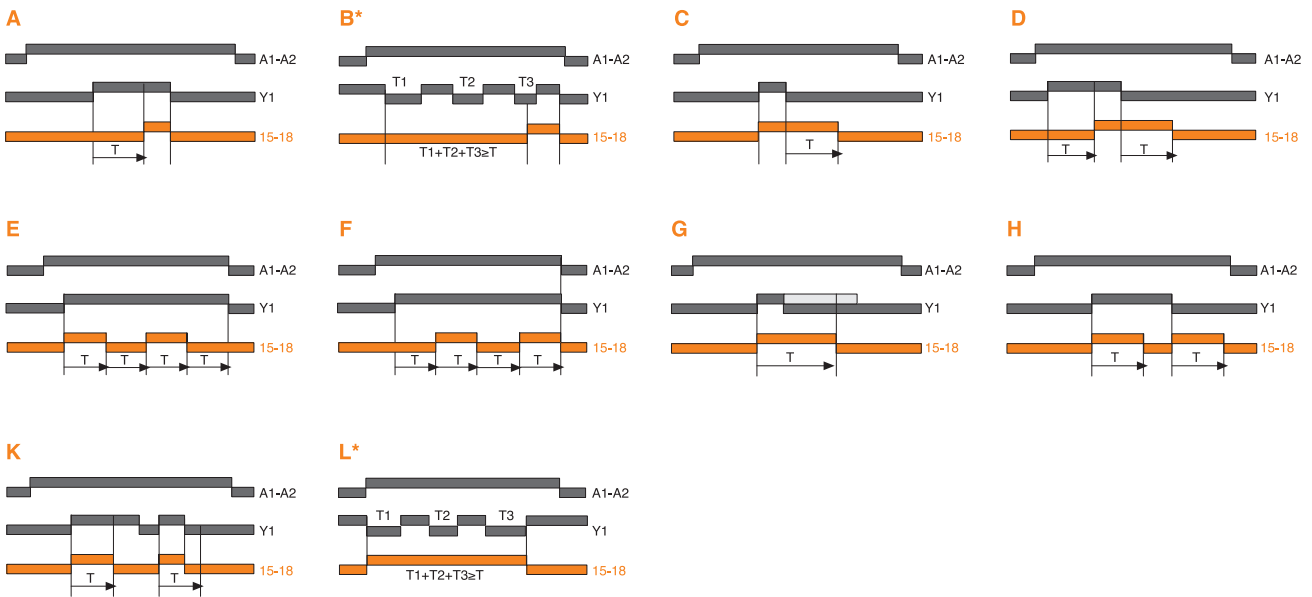 A
A1-A2
Y1
15-18
T
B*
A1-A2
T1 T2 T3
Y1
15-18
T1+T2+T3≥T
C
A1-A2
Y1
15-18
T
D
A1-A2
Y1
15-18
T T
E
A1-A2
Y1
15-18
T T T T
F
A1-A2
Y1
15-18
T T T T
G
A1-A2
Y1
15-18
T
H
A1-A2
Y1
15-18
T T
K
A1-A2
Y1
15-18
T T
L*
A1-A2
T1 T2 T3
Y1
15-18
T1+T2+T3≥T